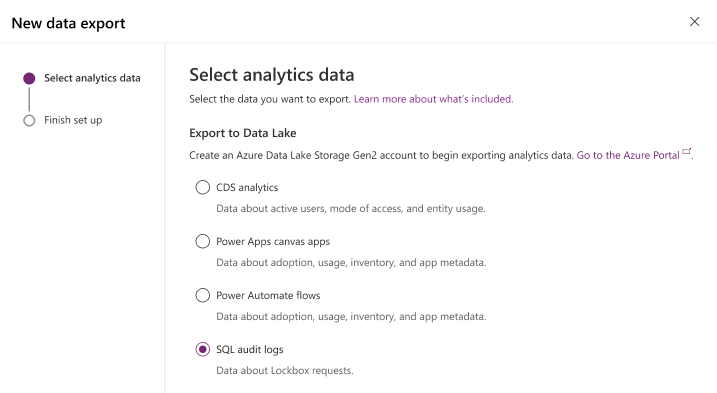 New data export
Select analytics data
Finish set up
Select analytics data
Select the data you want to export. Learn more about what's included.
Export to Data Lake
Create an Azure Data Lake Storage Gen2 account to begin exporting analytics data. Go to the Azure Portal.
CDS analytics
Data about active users, mode of access, and entity usage.
Power Apps canvas apps
Data about adoption, usage, inventory, and app metadata.
Power Automate flows
Data about adoption, usage, inventory, and app metadata.
SQL audit logs
Data about Lockbox requests.